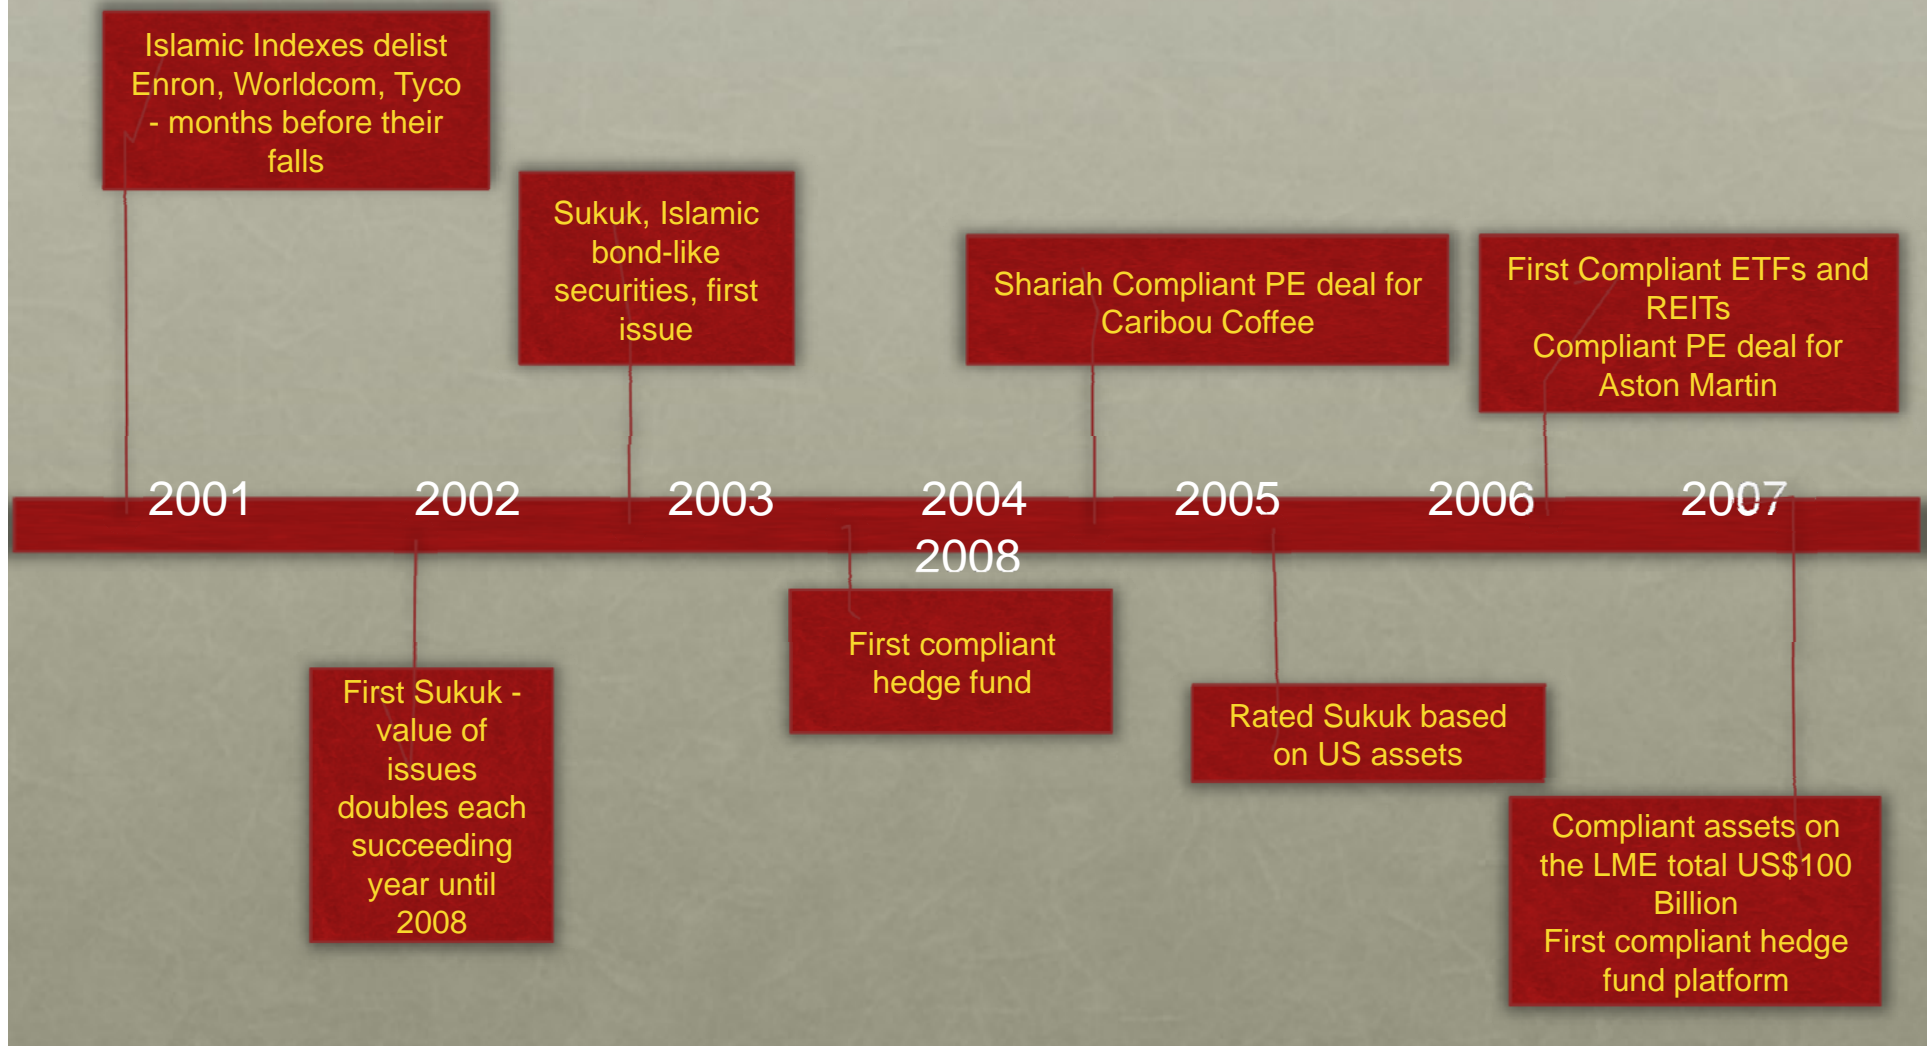 Islamic Indexes delist
Enron, Worldcom, Tyco
- months before their
falls
Sukuk, Islamic
bond-like
securities, first
issue
Shariah Compliant PE deal for
Caribou Coffee
First Compliant ETFs and
REITs
Compliant PE deal for
Aston Martin
2001 2002 2003 2004 2005 2006 2007
2008
First Sukuk -
value of
issues
doubles each
succeeding
year until
2008
First compliant
hedge fund
Rated Sukuk based
on US assets
Compliant assets on
the LME total US$100
Billion
First compliant hedge
fund platform